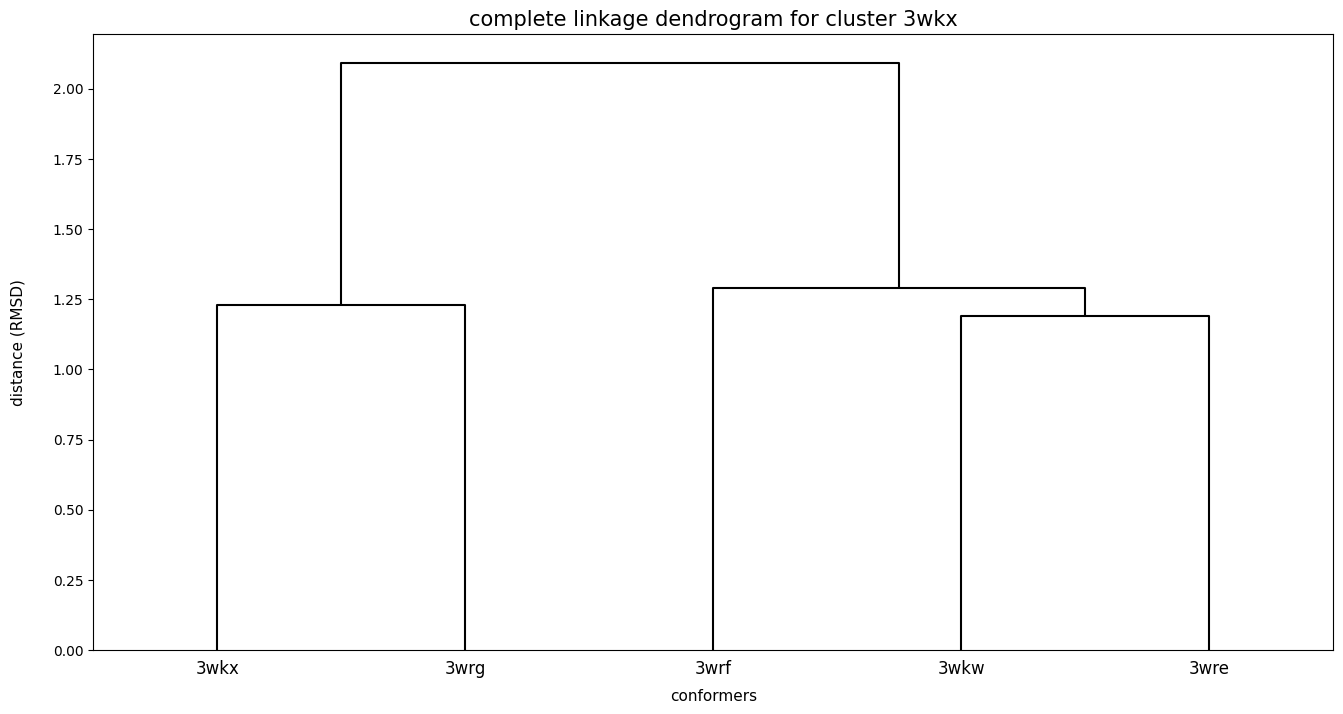 complete linkage dendrogram for cluster 3wkx
distance (RMSD)
2.00
1.75
1.50
1.25
1.00
0.75
0.50
0.25
0.00
3wkx 3wrg 3wrf 3wkw 3wre
conformers